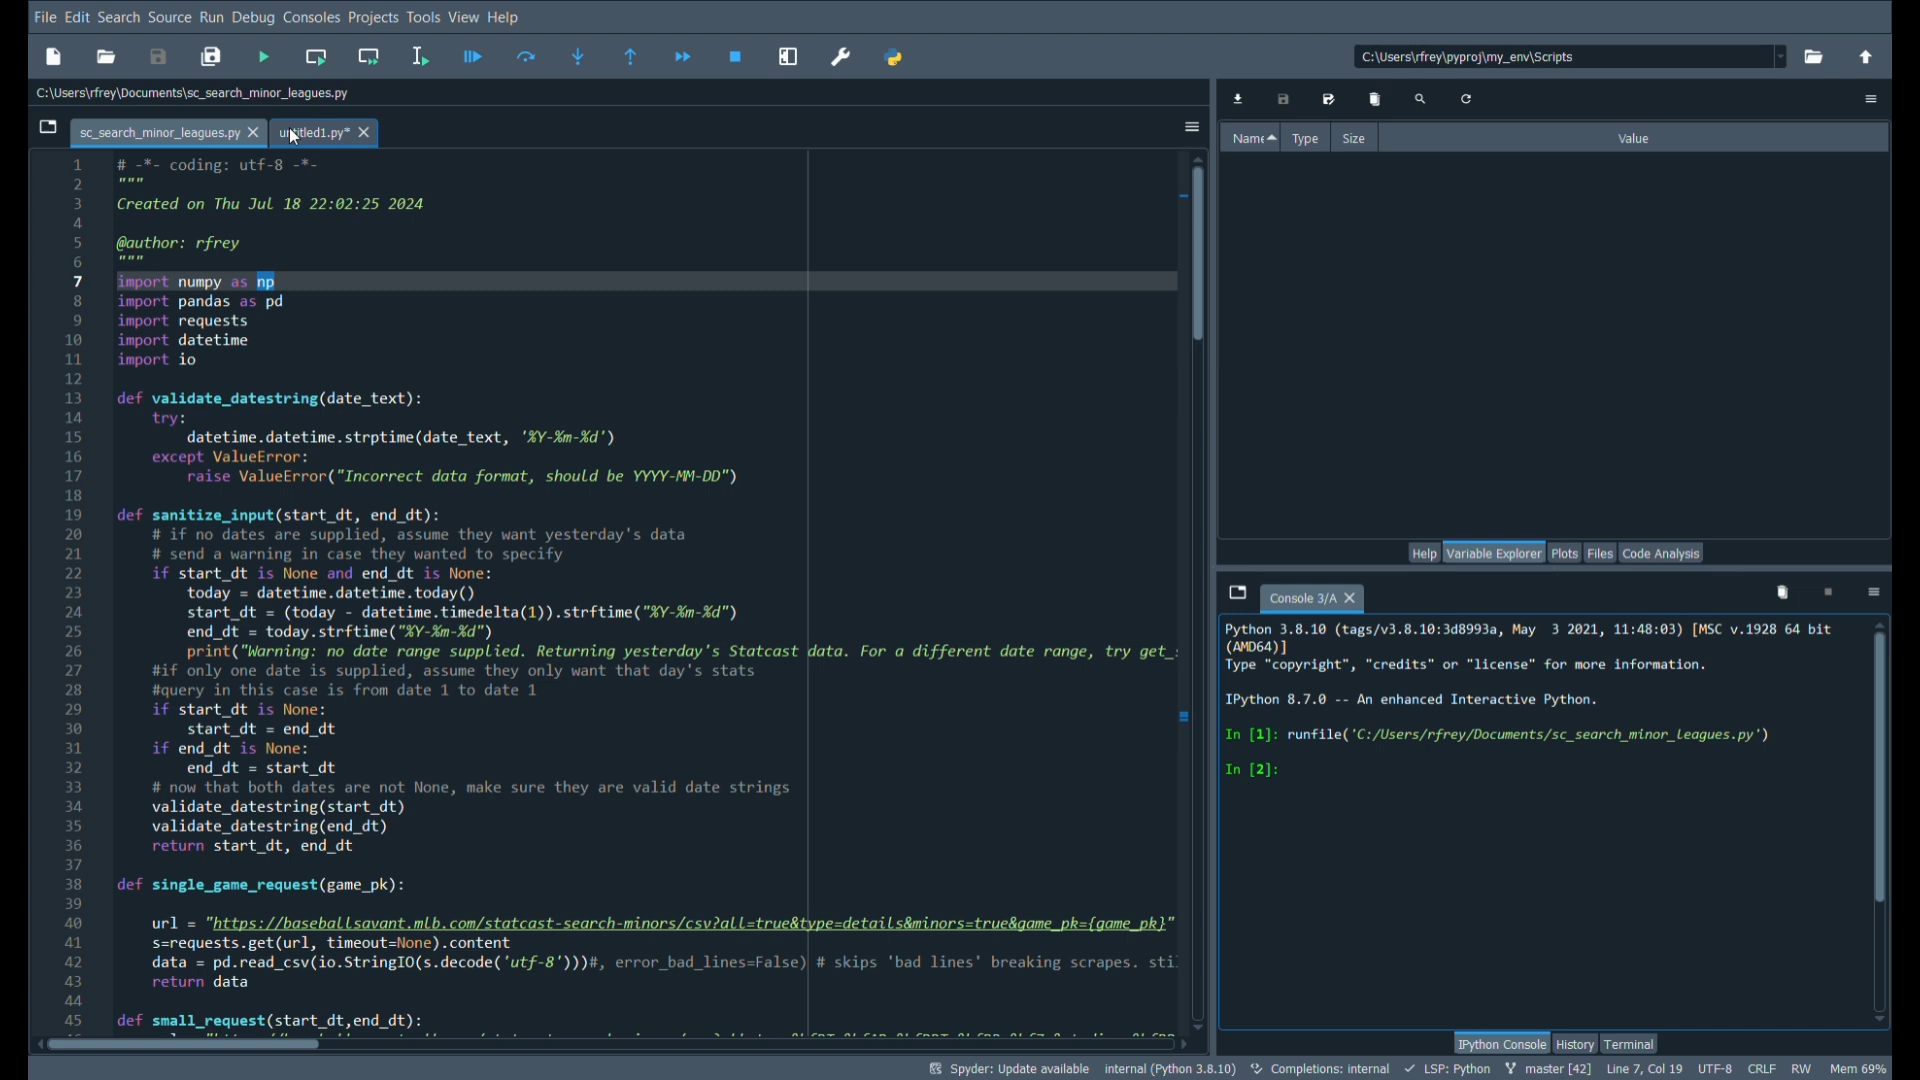 File Edit Search Source Run Debug Consoles Projects Tools View Help
C:\Users\rfrey\pyproj\my_env\Scripts
C:\Users\rfrey\Documents\sc_search_minor_leagues.py
sc_search_minor_leagues.py
untitled1.py*
Name Type Size Value
1 # -*- coding: utf-8 -*-
2 """
3 Created on Thu Jul 18 22:02:25 2024
4
5 @author: rfrey
6 """
7 import numpy as np
8 import pandas as pd
9 import requests
10 import datetime
11 import io
12
13 def validate_datestring(date_text):
14 try:
15 datetime.datetime.strptime(date_text, '%Y-%m-%d')
16 except ValueError:
17 raise ValueError("Incorrect data format, should be YYYY-MM-DD")
18
19 def sanitize_input(start_dt, end_dt):
20 # if no dates are supplied, assume they want yesterday's data
21 # send a warning in case they wanted to specify
22 if start_dt is None and end_dt is None:
23 today = datetime.datetime.today()
24 start_dt = (today - datetime.timedelta(1)).strftime("%Y-%m-%d")
25 end_dt = today.strftime("%Y-%m-%d")
26 print("Warning: no date range supplied. Returning yesterday's Statcast data. For a different date range, try get_
27 #if only one date is supplied, assume they only want that day's stats
28 #query in this case is from date 1 to date 1
29 if start_dt is None:
30 start_dt = end_dt
31 if end_dt is None:
32 end_dt = start_dt
33 # now that both dates are not None, make sure they are valid date strings
34 validate_datestring(start_dt)
35 validate_datestring(end_dt)
36 return start_dt, end_dt
37
38 def single_game_request(game_pk):
39
40 url = "https://baseballsavant.mlb.com/statcast-search-minors/csv?all=true&type=details&minors=true&game_pk={game_pk}"
41 s=requests.get(url, timeout=None).content
42 data = pd.read_csv(io.StringIO(s.decode('utf-8')))#, error_bad_lines=False) # skips 'bad lines' breaking scrapes. sti
43 return data
44
45 def small_request(start_dt,end_dt):
Help Variable Explorer Plots Files Code Analysis
Console 3/A
Python 3.8.10 (tags/v3.8.10:3d8993a, May 3 2021, 11:48:03) [MSC v.1928 64 bit
(AMD64)]
Type "copyright", "credits" or "license" for more information.
IPython 8.7.0 -- An enhanced Interactive Python.
In [1]: runfile('C:/Users/rfrey/Documents/sc_search_minor_leagues.py')
In [2]:
IPython Console History Terminal
Spyder: Update available internal (Python 3.8.10) Completions: internal LSP: Python master [42] Line 7, Col 19 UTF-8 CRLF RW Mem 69%